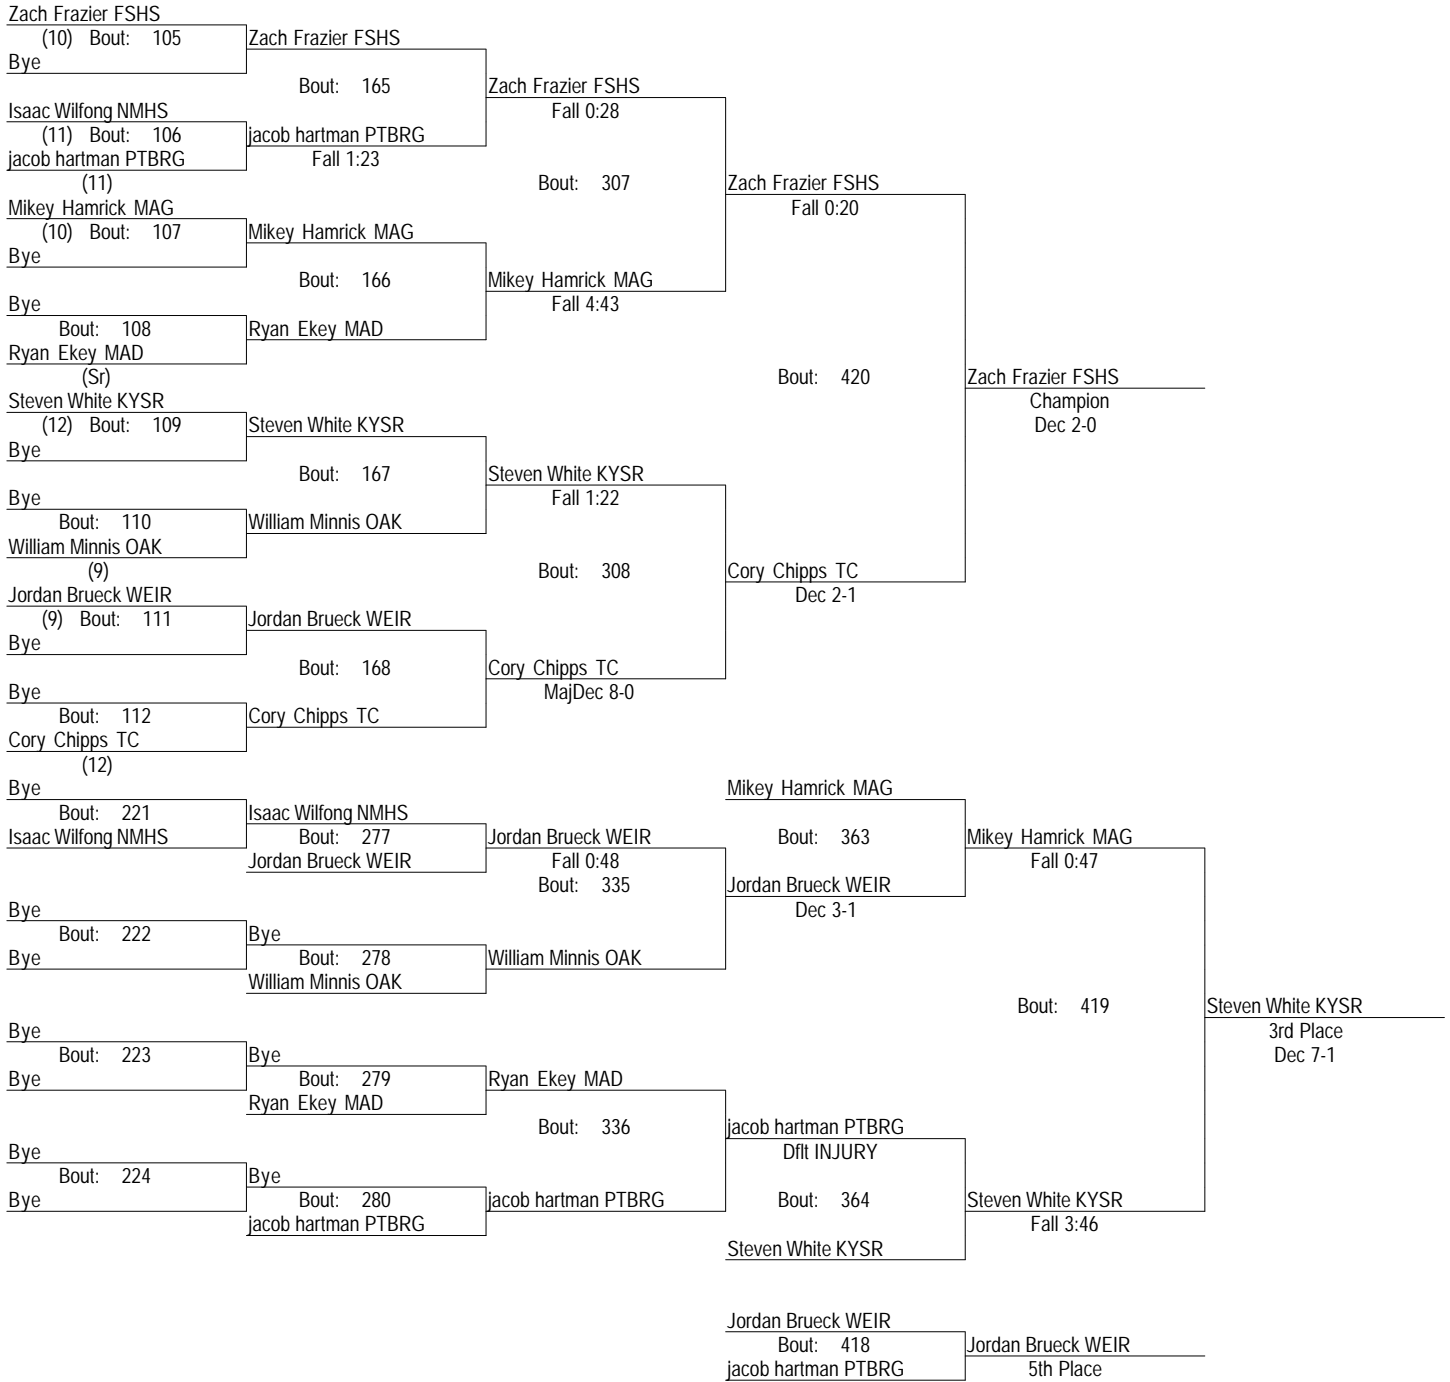 Zach Frazier FSHS
(10) Bout: 105
Bye
Zach Frazier FSHS
Bout: 165
Zach Frazier FSHS
Fall 0:28
Isaac Wilfong NMHS
(11) Bout: 106
jacob hartman PTBRG
(11)
jacob hartman PTBRG
Fall 1:23
Bout: 307
Zach Frazier FSHS
Fall 0:20
Mikey Hamrick MAG
(10) Bout: 107
Bye
Mikey Hamrick MAG
Bout: 166
Mikey Hamrick MAG
Fall 4:43
Bye
Bout: 108
Ryan Ekey MAD
(Sr)
Ryan Ekey MAD
Bout: 420
Zach Frazier FSHS
Champion
Dec 2-0
Steven White KYSR
(12) Bout: 109
Bye
Steven White KYSR
Bout: 167
Steven White KYSR
Fall 1:22
Bye
Bout: 110
William Minnis OAK
(9)
William Minnis OAK
Bout: 308
Cory Chipps TC
Dec 2-1
Jordan Brueck WEIR
(9) Bout: 111
Bye
Jordan Brueck WEIR
Bout: 168
Cory Chipps TC
MajDec 8-0
Bye
Bout: 112
Cory Chipps TC
(12)
Cory Chipps TC
Bye
Bout: 221
Isaac Wilfong NMHS
Isaac Wilfong NMHS
Bout: 277
Jordan Brueck WEIR
Jordan Brueck WEIR
Fall 0:48
Bout: 335
Mikey Hamrick MAG
Bout: 363
Jordan Brueck WEIR
Dec 3-1
Mikey Hamrick MAG
Fall 0:47
Bye
Bout: 222
Bye
Bye
Bout: 278
William Minnis OAK
William Minnis OAK
Bout: 419
Steven White KYSR
3rd Place
Dec 7-1
Bye
Bout: 223
Bye
Bye
Bout: 279
Ryan Ekey MAD
Ryan Ekey MAD
Bout: 336
jacob hartman PTBRG
Dflt INJURY
Bye
Bout: 224
Bye
Bye
Bout: 280
jacob hartman PTBRG
jacob hartman PTBRG
Bout: 364
Steven White KYSR
Steven White KYSR
Fall 3:46
Jordan Brueck WEIR
Bout: 418
jacob hartman PTBRG
Jordan Brueck WEIR
5th Place